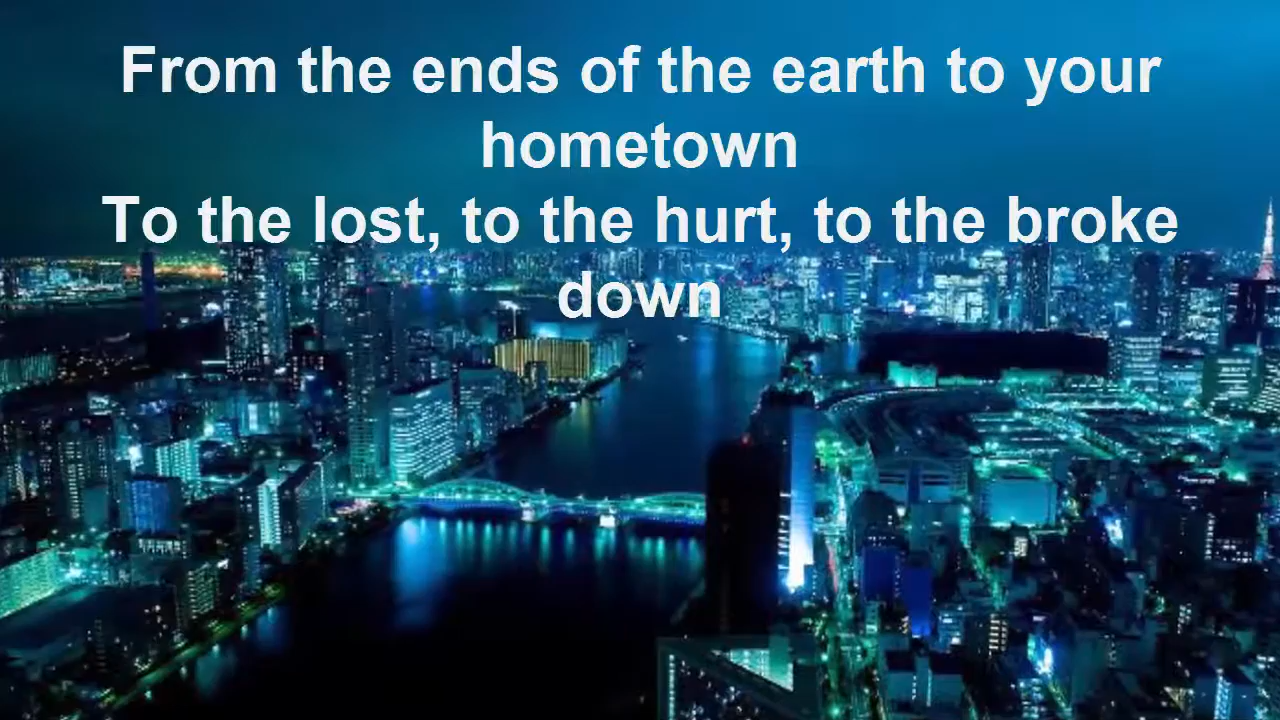 From the ends of the earth to your
hometown
To the lost, to the hurt, to the broke
down